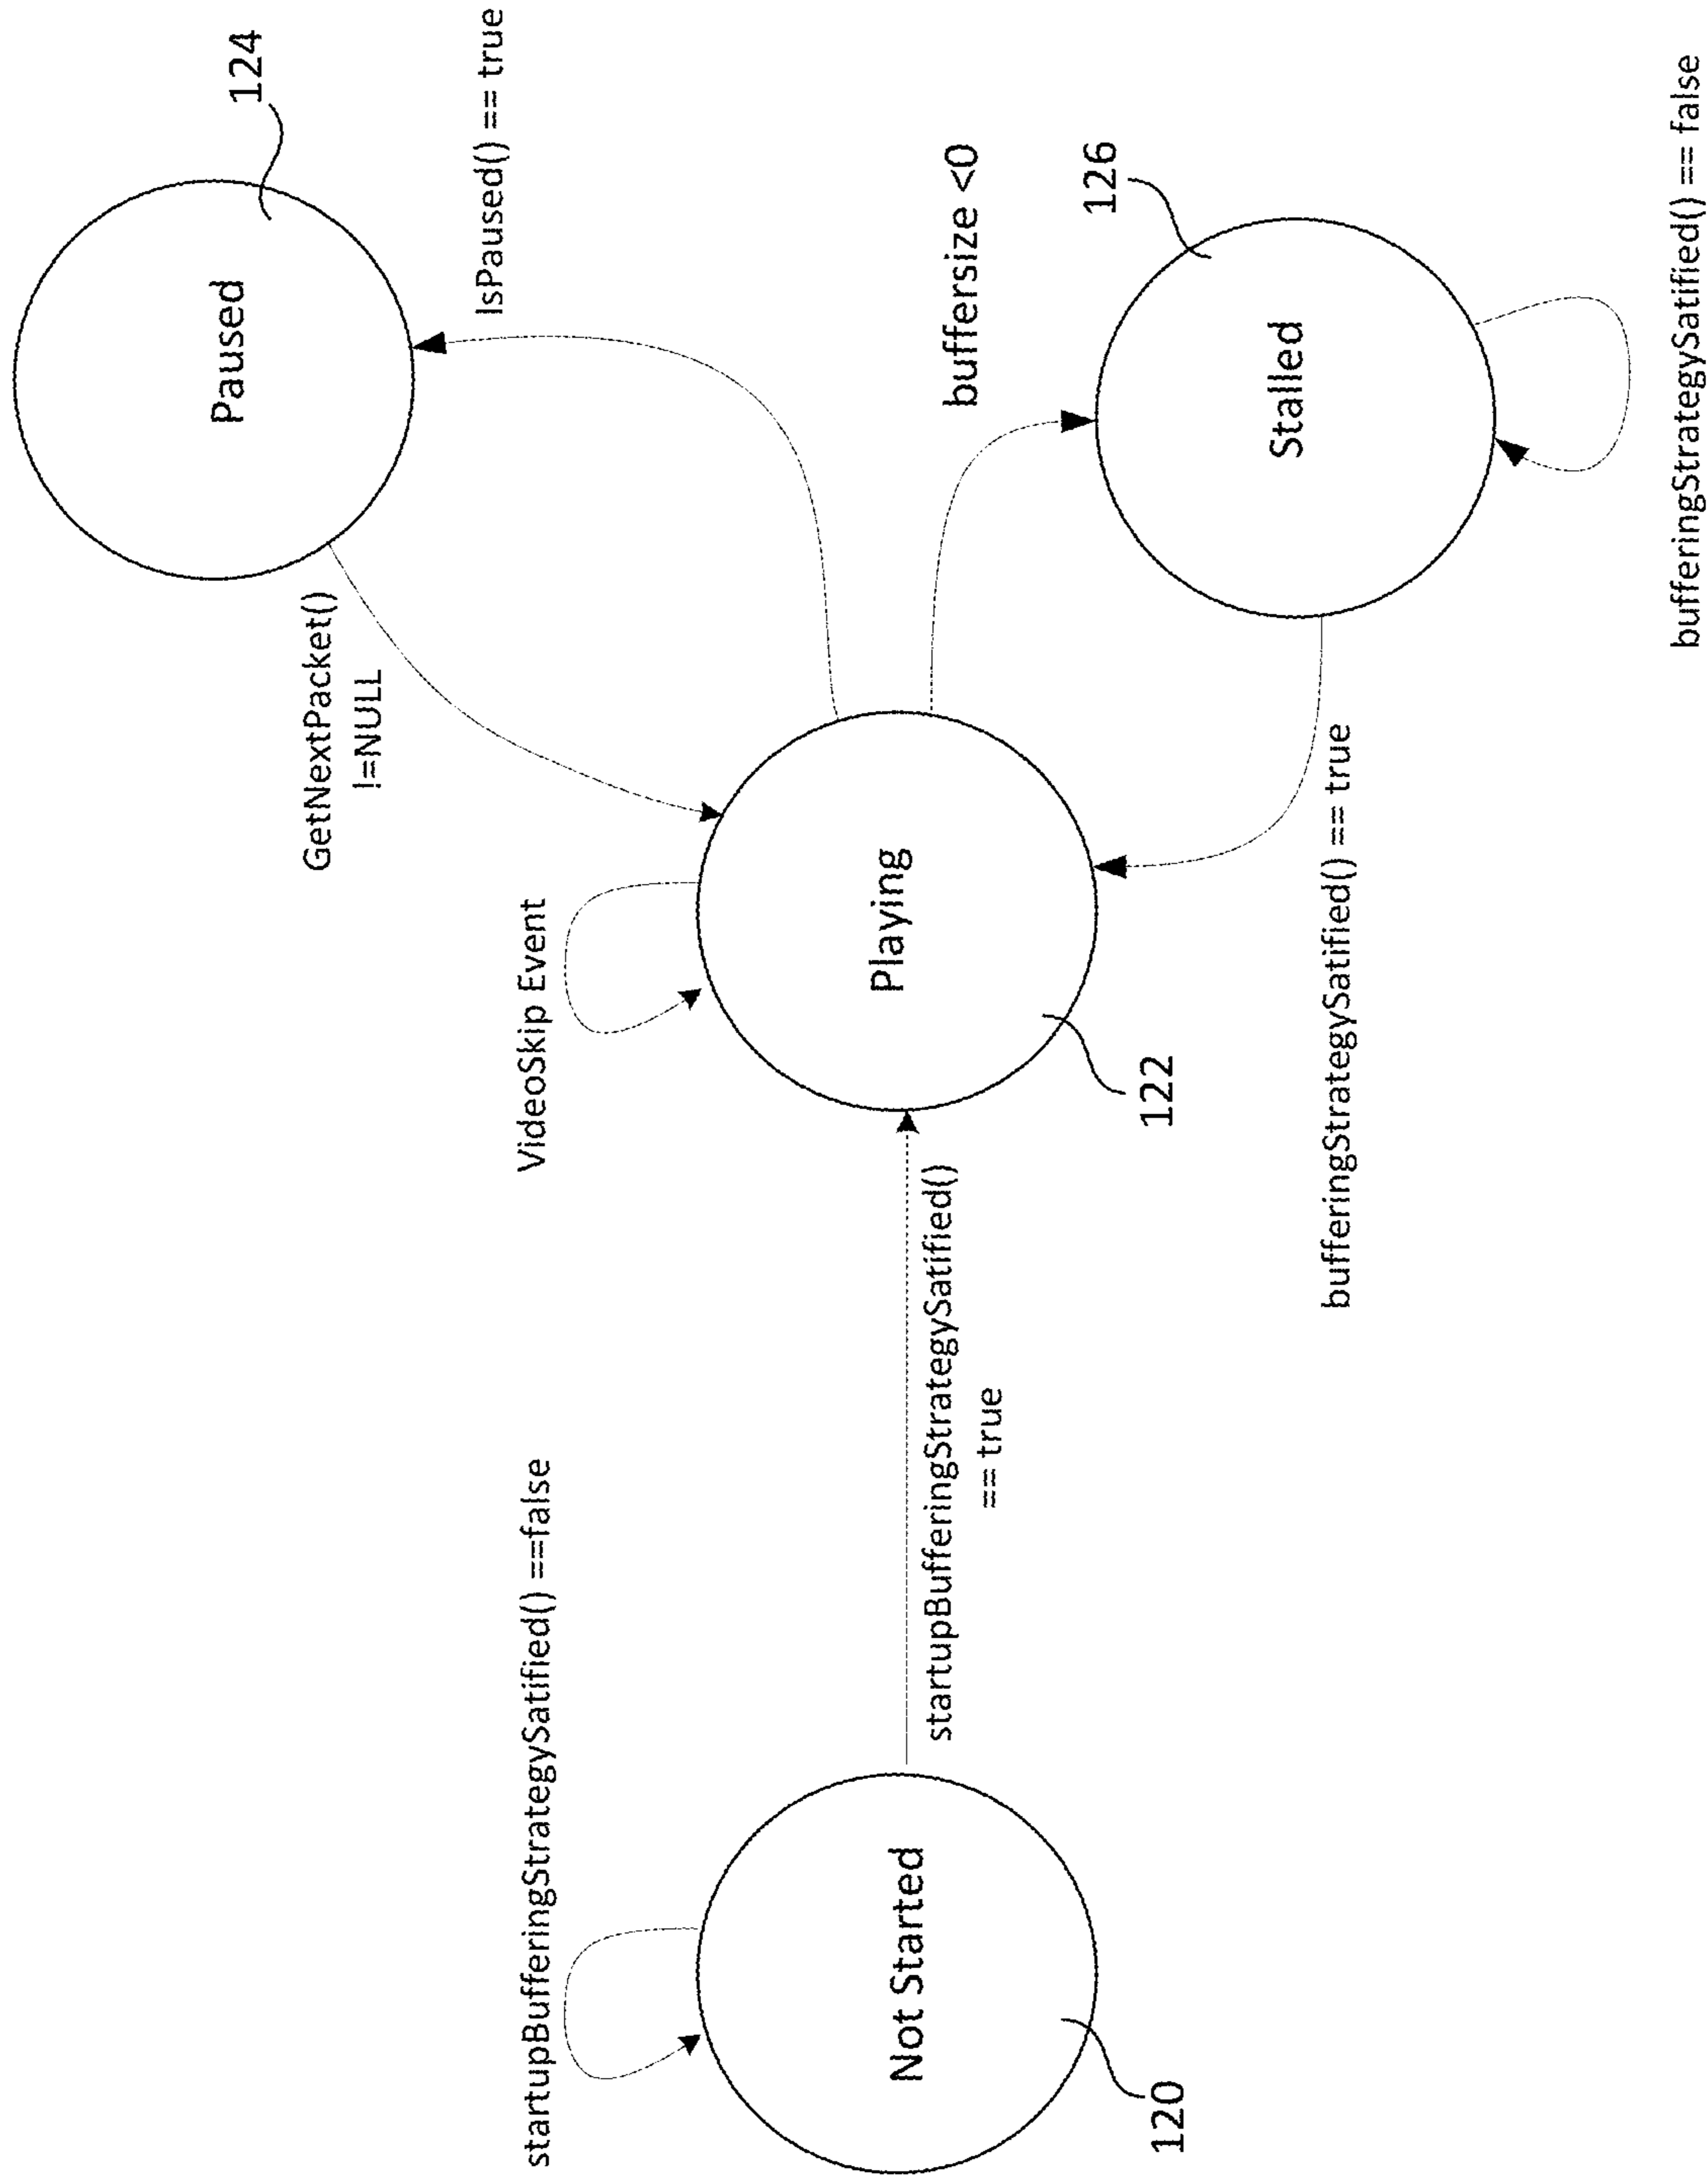 Paused
124
IsPaused() == true
GetNextPacket()
!=NULL
VideoSkip Event
startupBufferingStrategySatified() ==false
Playing
122
Not Started
120
startupBufferingStrategySatified()
== true
buffersize <0
126
Stalled
bufferingStrategySatified() == true
bufferingStrategySatified() == false